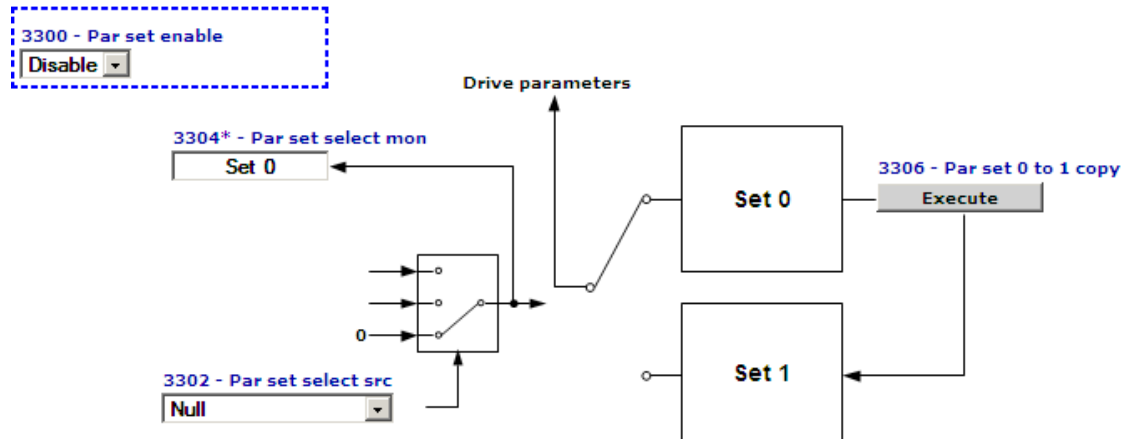 3300 - Par set enable
Disable
Drive parameters
3304* - Par set select mon
Set 0
Set 0
3306 - Par set 0 to 1 copy
Execute
0
3302 - Par set select src
Null
Set 1